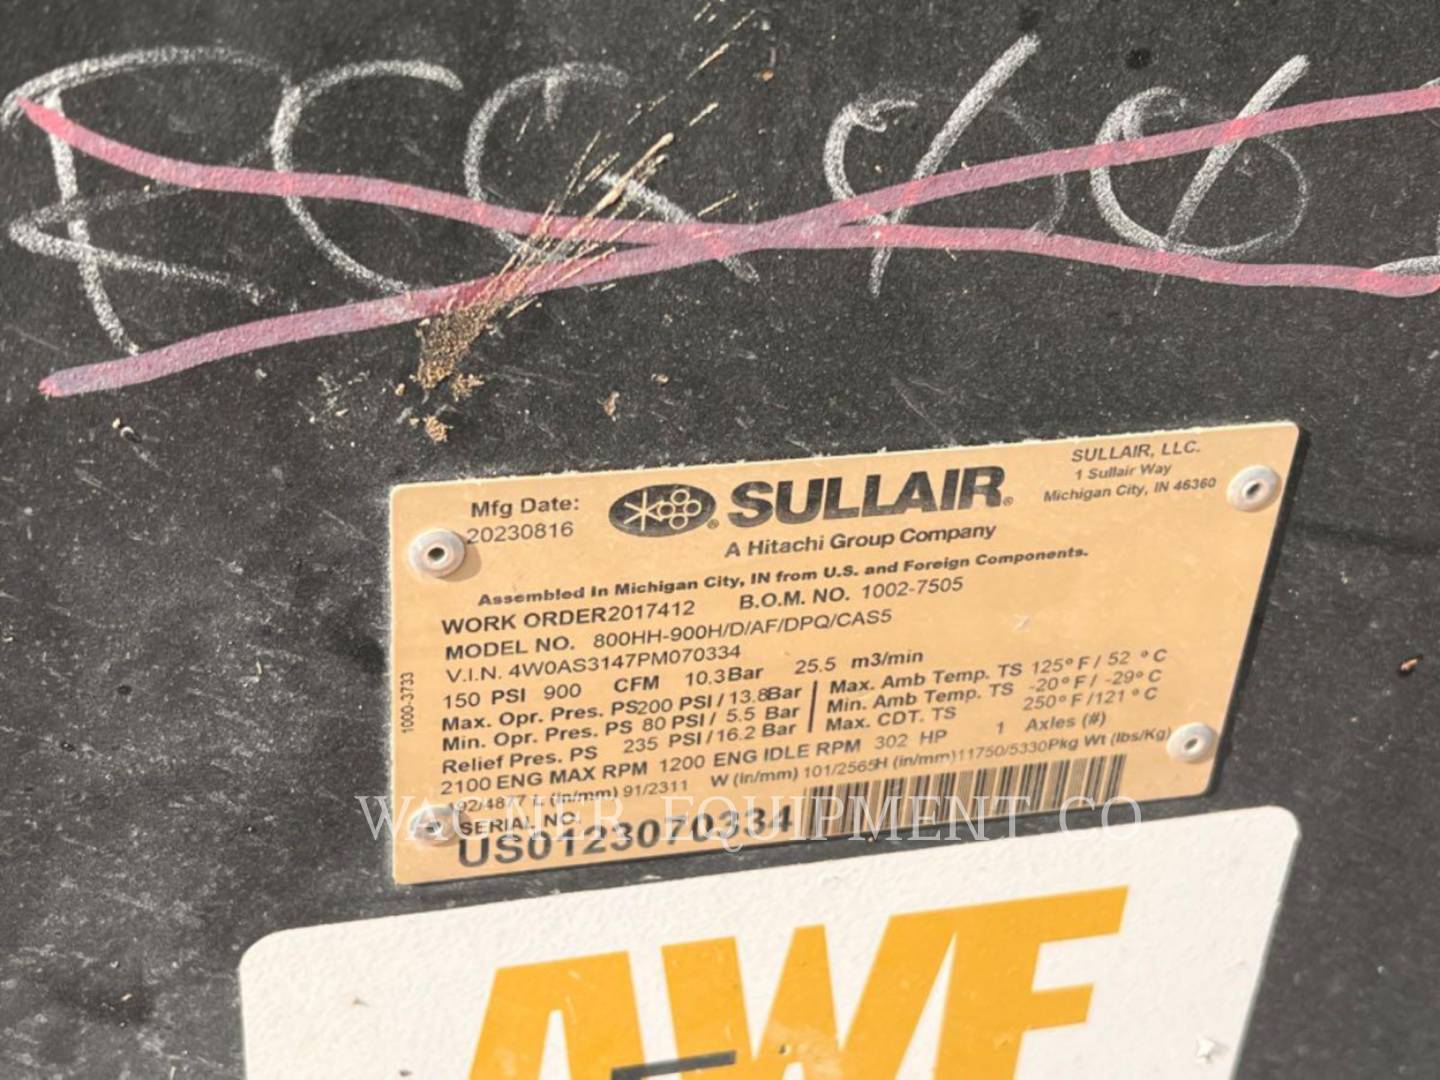 Mfg Date:
20230816
SULLAIR®
A Hitachi Group Company
SULLAIR, LLC.
1 Sullair Way
Michigan City, IN 46360
Assembled In Michigan City, IN from U.S. and Foreign Components.
WORK ORDER2017412 B.O.M. NO. 1002-7505
MODEL NO. 800HH-900H/D/AF/DPQ/CAS5
V.I.N. 4W0AS3147PM070334
150 PSI 900 CFM 10.3Bar 25.5 m3/min
Max. Opr. Pres. PS200 PSI / 13.8Bar Max. Amb Temp. TS 125° F / 52 ° C
Min. Opr. Pres. PS 80 PSI / 5.5 Bar Min. Amb Temp. TS -20° F / -29° C
Relief Pres. PS 235 PSI / 16.2 Bar Max. CDT. TS 250° F /121° C
2100 ENG MAX RPM 1200 ENG IDLE RPM 302 HP 1 Axles (#)
192/4877 L (in/mm) 91/2311 W (in/mm) 101/2565H (in/mm)11750/5330Pkg Wt (lbs/Kg)
SERIAL NO.
US0123070334
1000-3733
WAGNER EQUIPMENT CO
AWE